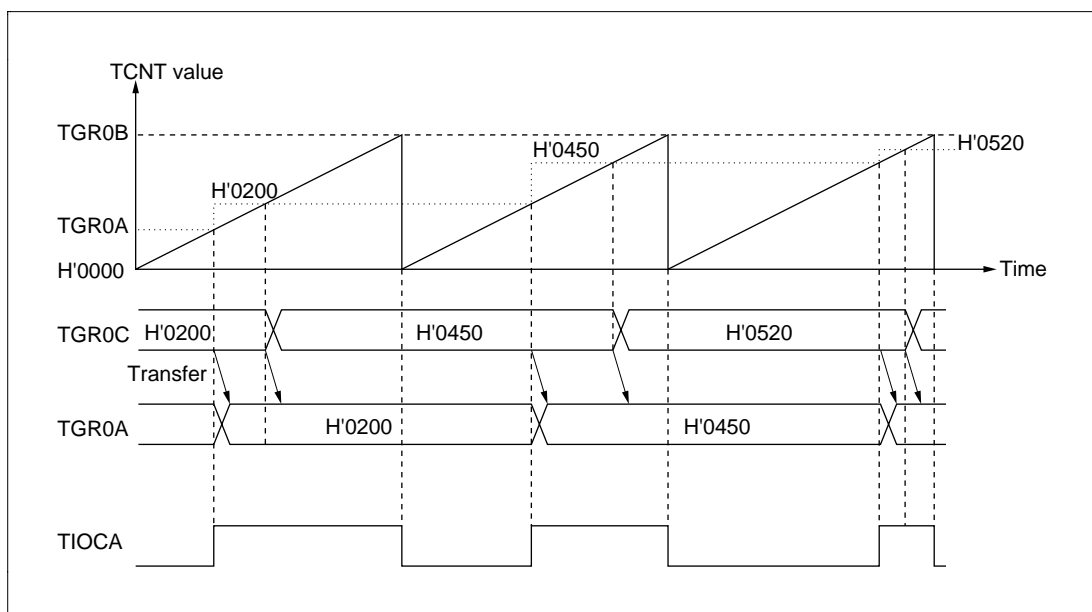 TCNT value
TGR0B
H'0520
H'0450
H'0200
TGR0A
H'0000
Time
TGR0C
H'0200
H'0450
H'0520
Transfer
TGR0A
H'0200
H'0450
TIOCA